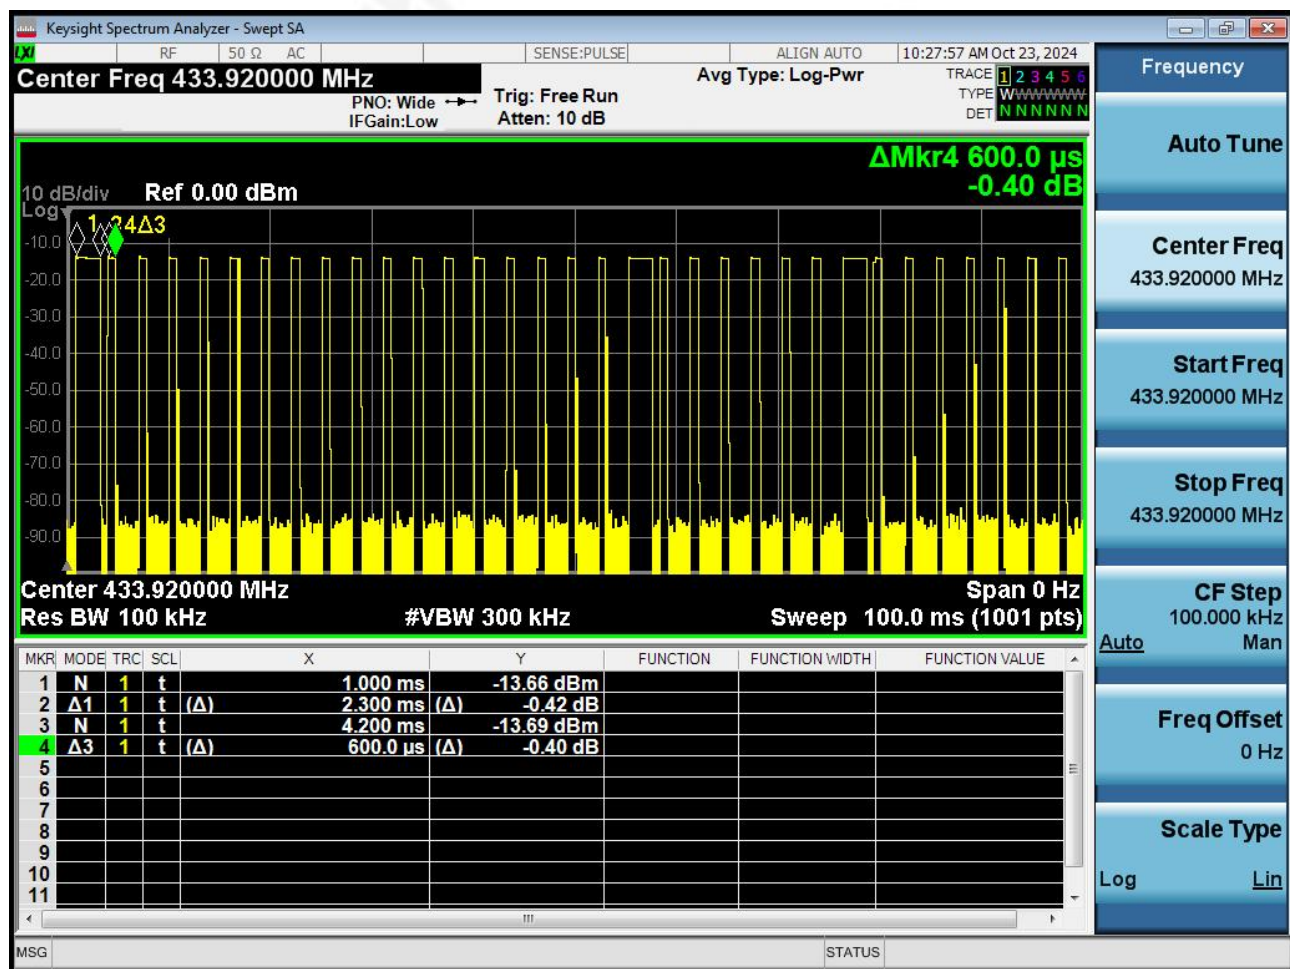 Keysight Spectrum Analyzer - Swept SA
LXI RF 50 Ω AC SENSE:PULSE ALIGN AUTO 10:27:57 AM Oct 23, 2024
Center Freq 433.920000 MHz
PNO: Wide
IFGain:Low
Trig: Free Run
Atten: 10 dB
Avg Type: Log-Pwr
TRACE 1 2 3 4 5 6
TYPE WWWWWW
DET N N N N N N
ΔMkr4 600.0 µs
-0.40 dB
10 dB/div Ref 0.00 dBm
Log
1 24Δ3
-10.0
-20.0
-30.0
-40.0
-50.0
-60.0
-70.0
-80.0
-90.0
Center 433.920000 MHz Span 0 Hz
Res BW 100 kHz #VBW 300 kHz Sweep 100.0 ms (1001 pts)
MKR MODE TRC SCL X Y FUNCTION FUNCTION WIDTH FUNCTION VALUE
1 N 1 t 1.000 ms -13.66 dBm
2 Δ1 1 t (Δ) 2.300 ms (Δ) -0.42 dB
3 N 1 t 4.200 ms -13.69 dBm
4 Δ3 1 t (Δ) 600.0 µs (Δ) -0.40 dB
5
6
7
8
9
10
11
MSG STATUS
Frequency
Auto Tune
Center Freq
433.920000 MHz
Start Freq
433.920000 MHz
Stop Freq
433.920000 MHz
CF Step
100.000 kHz
Auto Man
Freq Offset
0 Hz
Scale Type
Log Lin